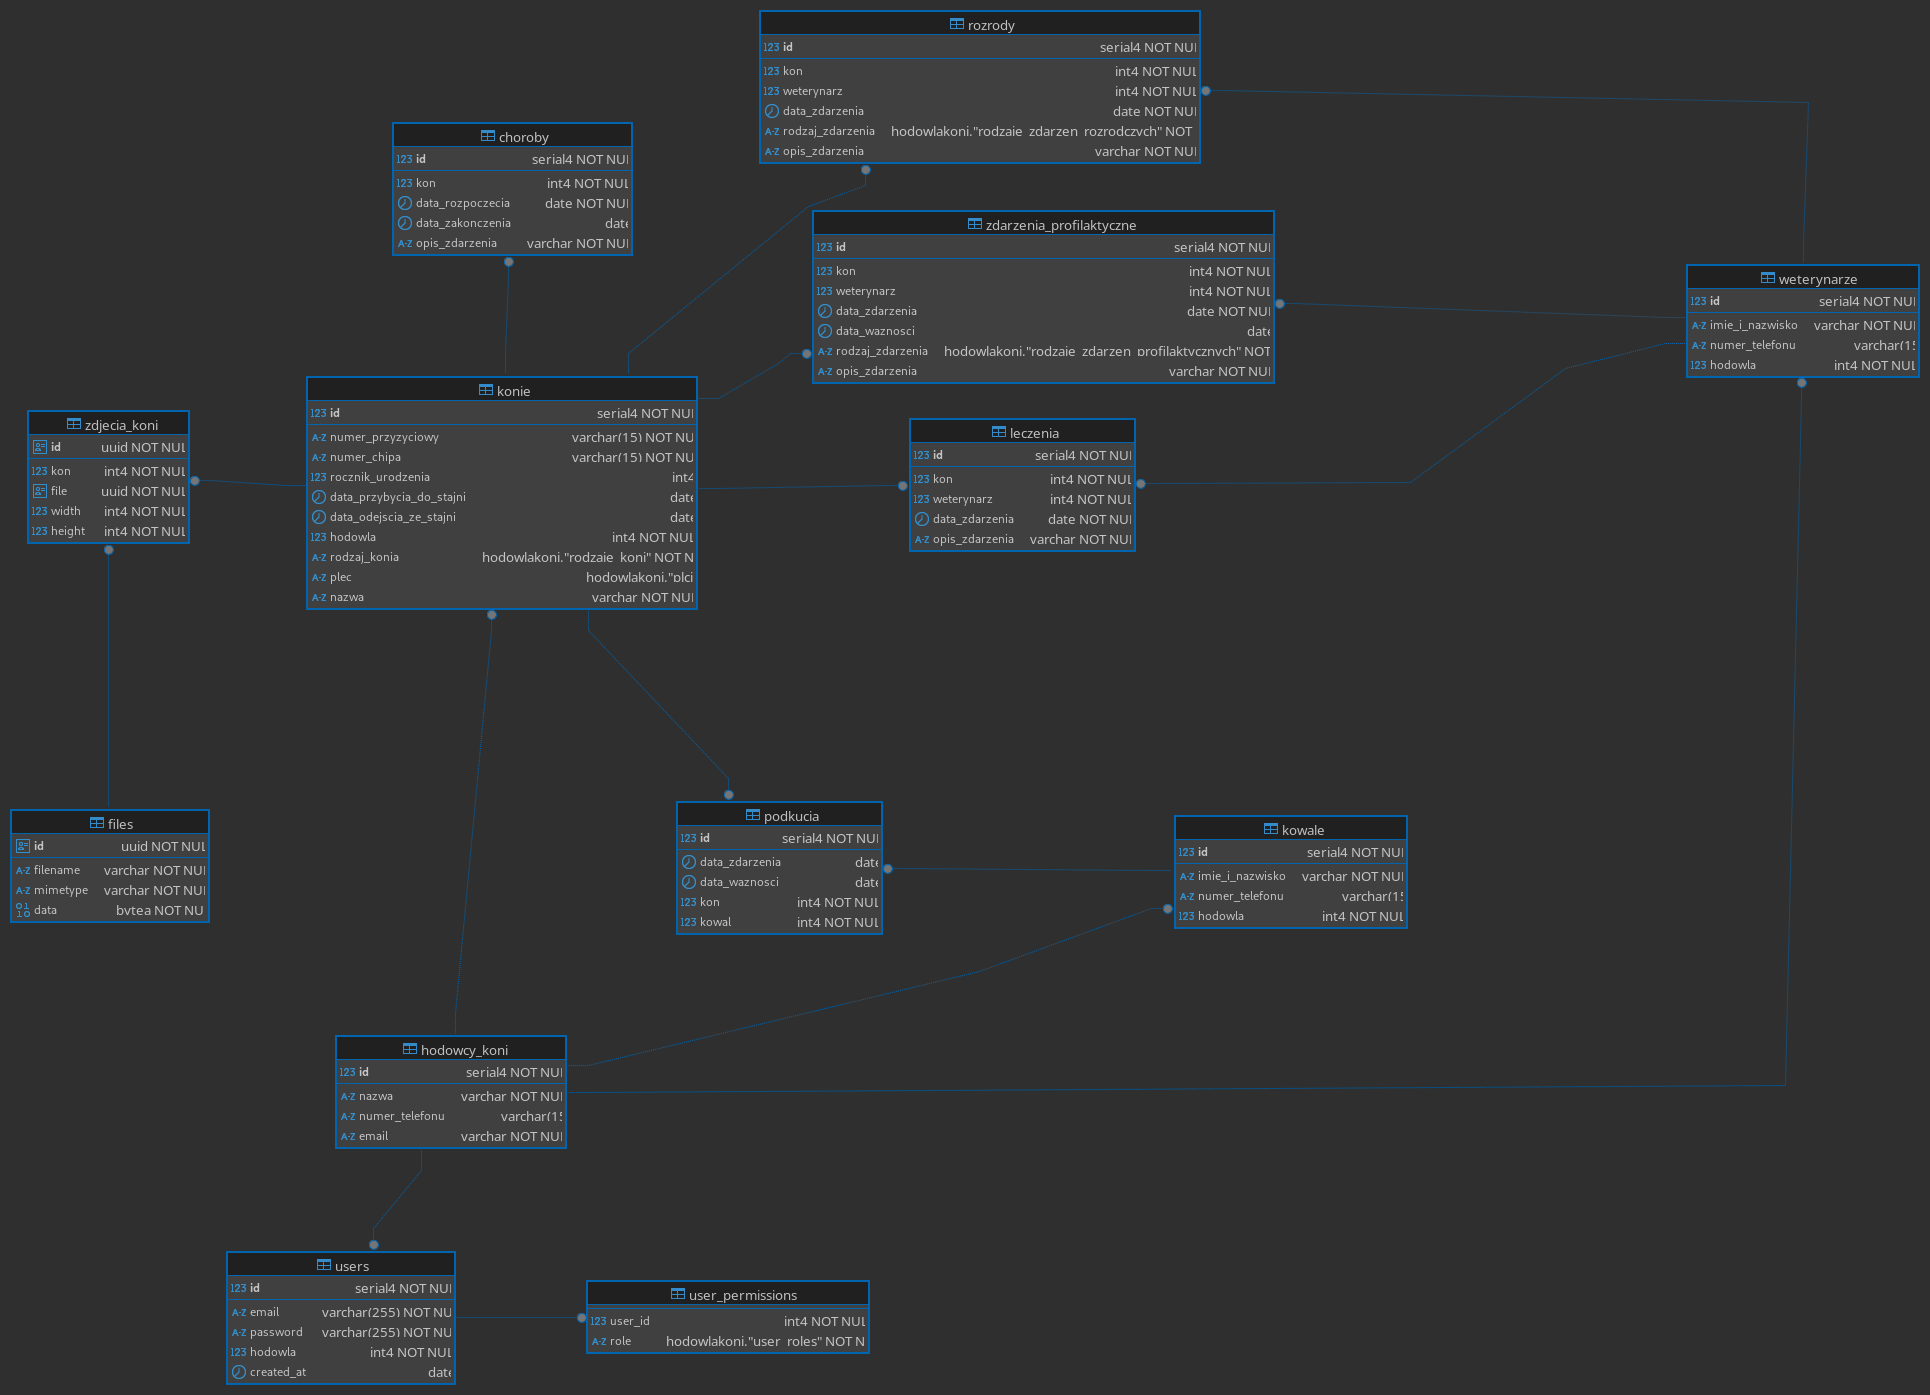 rozrody
123 id serial4 NOT NUL
123 kon int4 NOT NUL
123 weterynarz int4 NOT NUL
data_zdarzenia date NOT NUL
A-Z rodzaj_zdarzenia hodowlakoni."rodzaje_zdarzen_rozrodczych" NOT
A-Z opis_zdarzenia varchar NOT NUL
choroby
123 id serial4 NOT NUL
123 kon int4 NOT NUL
data_rozpoczecia date NOT NUL
data_zakonczenia date
A-Z opis_zdarzenia varchar NOT NUL
zdarzenia_profilaktyczne
123 id serial4 NOT NUL
123 kon int4 NOT NUL
123 weterynarz int4 NOT NUL
data_zdarzenia date NOT NUL
data_waznosci date
A-Z rodzaj_zdarzenia hodowlakoni."rodzaje_zdarzen_profilaktycznych" NOT
A-Z opis_zdarzenia varchar NOT NUL
weterynarze
123 id serial4 NOT NUL
A-Z imie_i_nazwisko varchar NOT NUL
A-Z numer_telefonu varchar(15
123 hodowla int4 NOT NUL
konie
123 id serial4 NOT NUL
A-Z numer_przyzyciowy varchar(15) NOT NU
A-Z numer_chipa varchar(15) NOT NU
123 rocznik_urodzenia int4
data_przybycia_do_stajni date
data_odejscia_ze_stajni date
123 hodowla int4 NOT NUL
A-Z rodzaj_konia hodowlakoni."rodzaje_koni" NOT N
A-Z plec hodowlakoni."plci
A-Z nazwa varchar NOT NUL
zdjecia_koni
id uuid NOT NUL
123 kon int4 NOT NUL
file uuid NOT NUL
123 width int4 NOT NUL
123 height int4 NOT NUL
leczenia
123 id serial4 NOT NUL
123 kon int4 NOT NUL
123 weterynarz int4 NOT NUL
data_zdarzenia date NOT NUL
A-Z opis_zdarzenia varchar NOT NUL
files
id uuid NOT NUL
A-Z filename varchar NOT NUL
A-Z mimetype varchar NOT NUL
data bytea NOT NU
podkucia
123 id serial4 NOT NUL
data_zdarzenia date
data_waznosci date
123 kon int4 NOT NUL
123 kowal int4 NOT NUL
kowale
123 id serial4 NOT NUL
A-Z imie_i_nazwisko varchar NOT NUL
A-Z numer_telefonu varchar(15
123 hodowla int4 NOT NUL
hodowcy_koni
123 id serial4 NOT NUL
A-Z nazwa varchar NOT NUL
A-Z numer_telefonu varchar(15
A-Z email varchar NOT NUL
users
123 id serial4 NOT NUL
A-Z email varchar(255) NOT NU
A-Z password varchar(255) NOT NU
123 hodowla int4 NOT NUL
created_at date
user_permissions
123 user_id int4 NOT NUL
A-Z role hodowlakoni."user_roles" NOT N